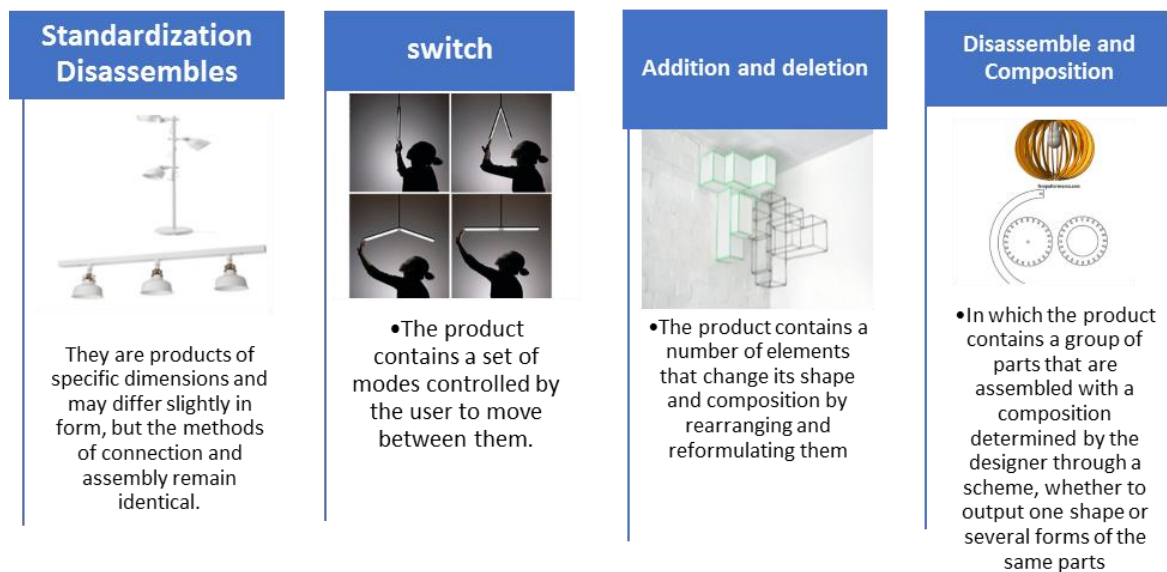 Standardization
Disassembles
They are products of
specific dimensions and
may differ slightly in
form, but the methods
of connection and
assembly remain
identical.
switch
•The product
contains a set of
modes controlled by
the user to move
between them.
Addition and deletion
•The product contains a
number of elements
that change its shape
and composition by
rearranging and
reformulating them
Disassemble and
Composition
•In which the product
contains a group of
parts that are
assembled with a
composition
determined by the
designer through a
scheme, whether to
output one shape or
several forms of the
same parts